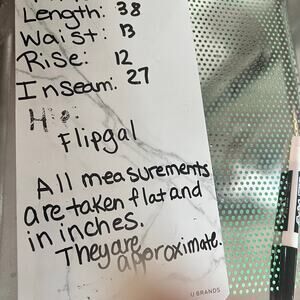 Length: 38
Waist: 13
Rise: 12
Inseam: 27
Flipgal
All measurements
are taken flat and
in inches.
They are
approximate.
U BRANDS